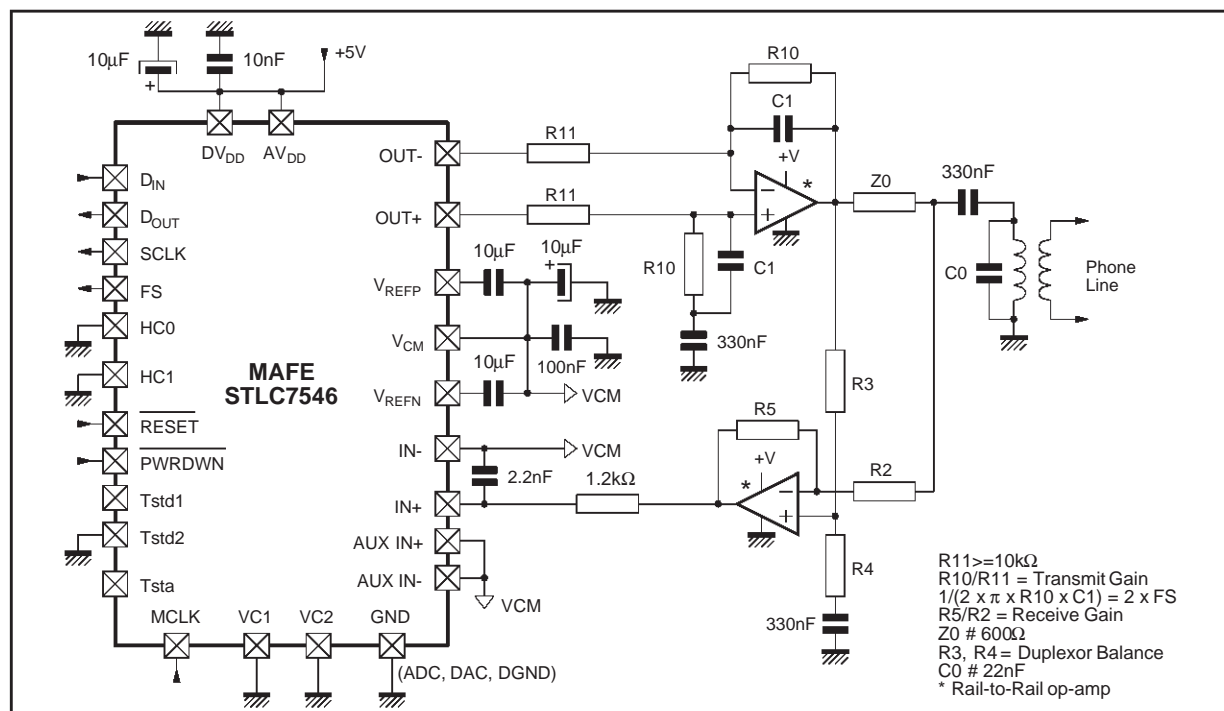 10µF
+
10nF
+5V
DVDD
AVDD
DIN
DOUT
SCLK
FS
HC0
HC1
RESET
PWRDWN
Tstd1
Tstd2
Tsta
MCLK
VC1
VC2
GND
(ADC, DAC, DGND)
MAFE
STLC7546
OUT-
OUT+
VREFP
VCM
VREFN
IN-
IN+
AUX IN+
AUX IN-
VCM
R11
R11
R10
C1
+V
*
−
+
R10
C1
330nF
10µF
10µF
+
100nF
10µF
VCM
VCM
2.2nF
1.2kΩ
R5
+V
*
−
+
Z0
330nF
C0
Phone
Line
R3
R2
R4
330nF
R11>=10kΩ
R10/R11 = Transmit Gain
1/(2 x π x R10 x C1) = 2 x FS
R5/R2 = Receive Gain
Z0 # 600Ω
R3, R4 = Duplexor Balance
C0 # 22nF
* Rail-to-Rail op-amp